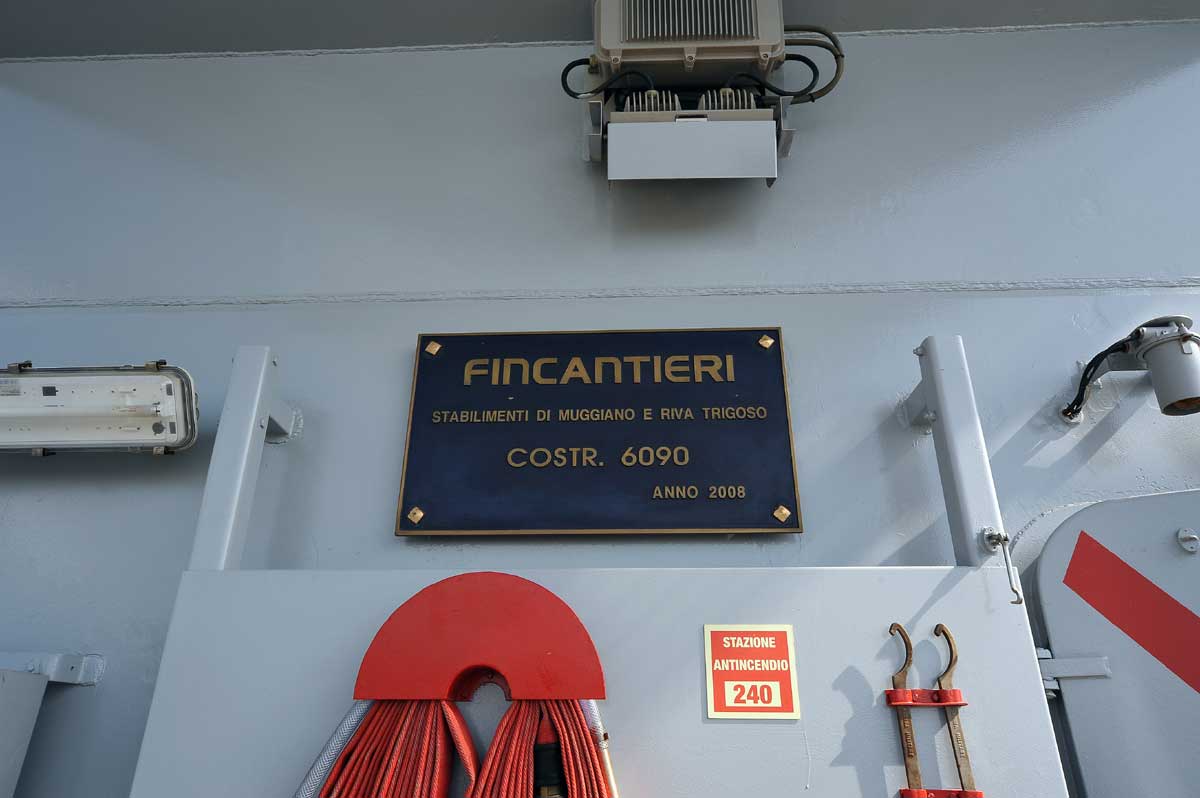 FINCANTIERI
STABILIMENTI DI MUGGIANO E RIVA TRIGOSO
COSTR. 6090
ANNO 2008
STAZIONE
ANTINCENDIO
240